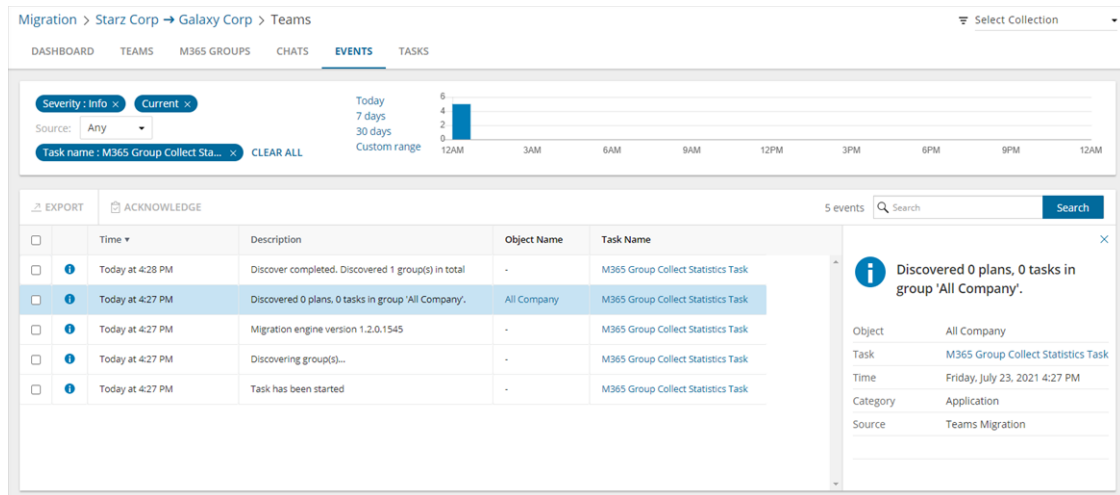 Migration > Starz Corp → Galaxy Corp > Teams
Select Collection
DASHBOARD TEAMS M365 GROUPS CHATS EVENTS TASKS
Severity : Info × Current ×
Source: Any
Task name : M365 Group Collect Sta... × CLEAR ALL
Today
7 days
30 days
Custom range
6
4
2
0
12AM 3AM 6AM 9AM 12PM 3PM 6PM 9PM 12AM
EXPORT ACKNOWLEDGE
5 events Search Search
Time Description Object Name Task Name
Today at 4:28 PM Discover completed. Discovered 1 group(s) in total - M365 Group Collect Statistics Task
Today at 4:27 PM Discovered 0 plans, 0 tasks in group 'All Company'. All Company M365 Group Collect Statistics Task
Today at 4:27 PM Migration engine version 1.2.0.1545 - M365 Group Collect Statistics Task
Today at 4:27 PM Discovering group(s)... - M365 Group Collect Statistics Task
Today at 4:27 PM Task has been started - M365 Group Collect Statistics Task
Discovered 0 plans, 0 tasks in
group 'All Company'.
Object All Company
Task M365 Group Collect Statistics Task
Time Friday, July 23, 2021 4:27 PM
Category Application
Source Teams Migration